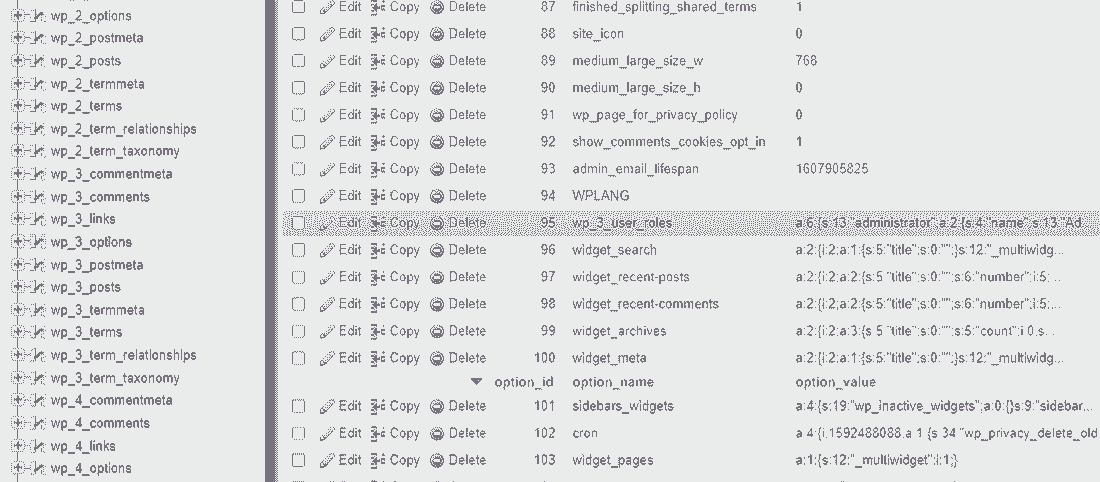 wp_2_options
wp_2_postmeta
wp_2_posts
wp_2_termmeta
wp_2_terms
wp_2_term_relationships
wp_2_term_taxonomy
wp_3_commentmeta
wp_3_comments
wp_3_links
wp_3_options
wp_3_postmeta
wp_3_posts
wp_3_termmeta
wp_3_terms
wp_3_term_relationships
wp_3_term_taxonomy
wp_4_commentmeta
wp_4_comments
wp_4_links
wp_4_options
Edit Copy Delete 87 finished_splitting_shared_terms 1
Edit Copy Delete 88 site_icon 0
Edit Copy Delete 89 medium_large_size_w 768
Edit Copy Delete 90 medium_large_size_h 0
Edit Copy Delete 91 wp_page_for_privacy_policy 0
Edit Copy Delete 92 show_comments_cookies_opt_in 1
Edit Copy Delete 93 admin_email_lifespan 1607905825
Edit Copy Delete 94 WPLANG
Edit Copy Delete 95 wp_3_user_roles a:6:{s:13:"administrator";a:2:{s:4:"name";s:13:"Ad
Edit Copy Delete 96 widget_search a:2:{i:2;a:1:{s:5:"title";s:0:"";}s:12:"_multiwidg...
Edit Copy Delete 97 widget_recent-posts a:2:{i:2;a:2:{s:5:"title";s:0:"";s:6:"number";i:5;...
Edit Copy Delete 98 widget_recent-comments a:2:{i:2;a:2:{s:5:"title";s:0:"";s:6:"number";i:5;...
Edit Copy Delete 99 widget_archives a:2:{i:2;a:3:{s:5:"title";s:0:"";s:5:"count";i:0;s...
Edit Copy Delete 100 widget_meta a:2:{i:2;a:1:{s:5:"title";s:0:"";}s:12:"_multiwidg...
option_id option_name option_value
Edit Copy Delete 101 sidebars_widgets a:4:{s:19:"wp_inactive_widgets";a:0:{}s:9:"sidebar...
Edit Copy Delete 102 cron a:4:{i:1592488088;a:1:{s:34:"wp_privacy_delete_old
Edit Copy Delete 103 widget_pages a:1:{s:12:"_multiwidget";i:1;}